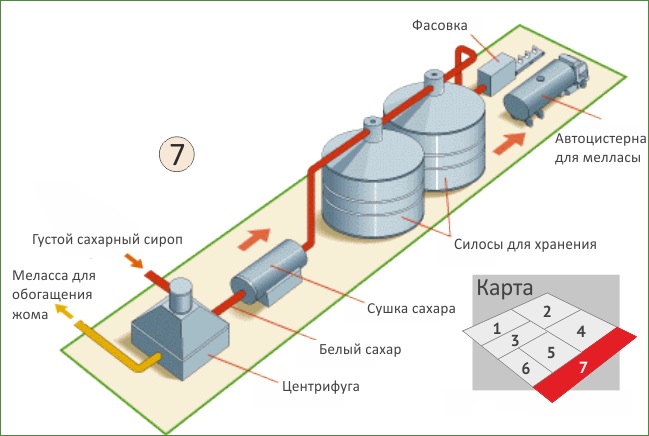 Фасовка
7
Автоцистерна
для мелласы
Густой сахарный сироп
Силосы для хранения
Меласса для
обогащения
жома
Сушка сахара
Карта
Белый сахар
Центрифуга
1
2
3
4
5
6
7